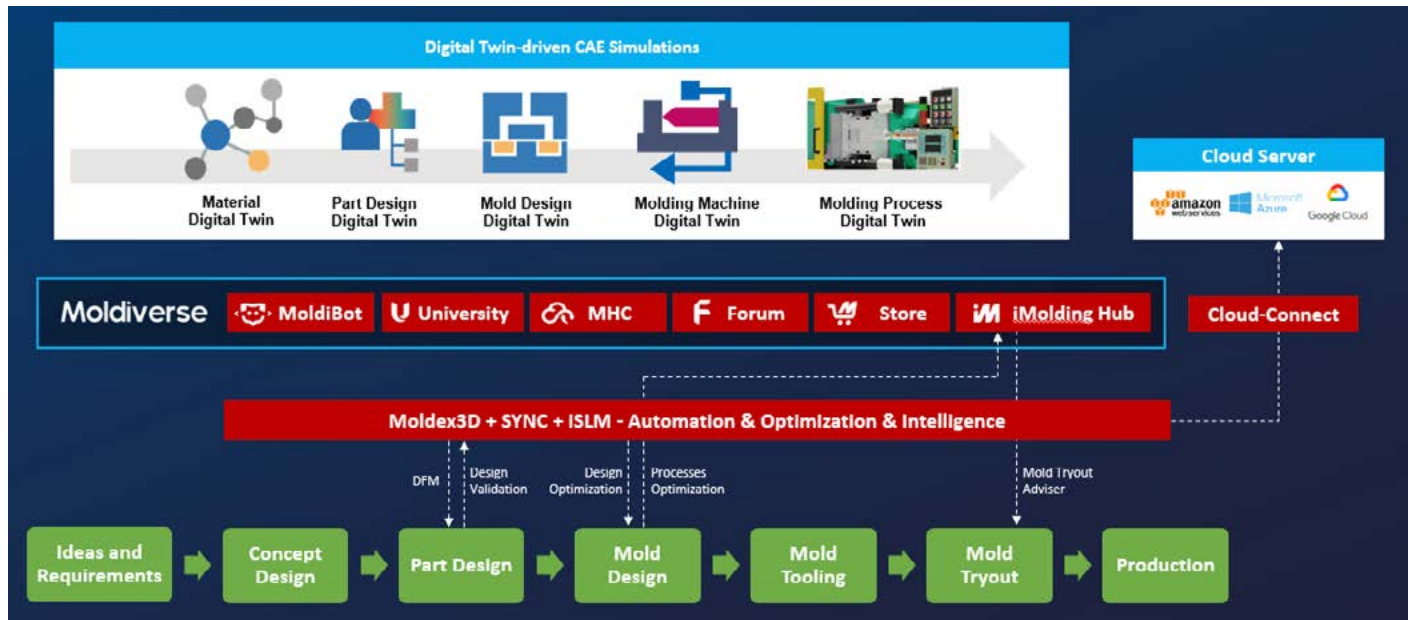 Digital Twin-driven CAE Simulations
Material
Digital Twin
Part Design
Digital Twin
Mold Design
Digital Twin
Molding Machine
Digital Twin
Molding Process
Digital Twin
Cloud Server
amazon
web services
Microsoft
Azure
Google Cloud
Moldiverse
MoldiBot
University
MHC
Forum
Store
iMolding Hub
Cloud-Connect
Moldex3D + SYNC + iSLM - Automation & Optimization & Intelligence
DFM
Design
Validation
Design
Optimization
Processes
Optimization
Mold Tryout
Adviser
Ideas and
Requirements
Concept
Design
Part Design
Mold
Design
Mold
Tooling
Mold
Tryout
Production